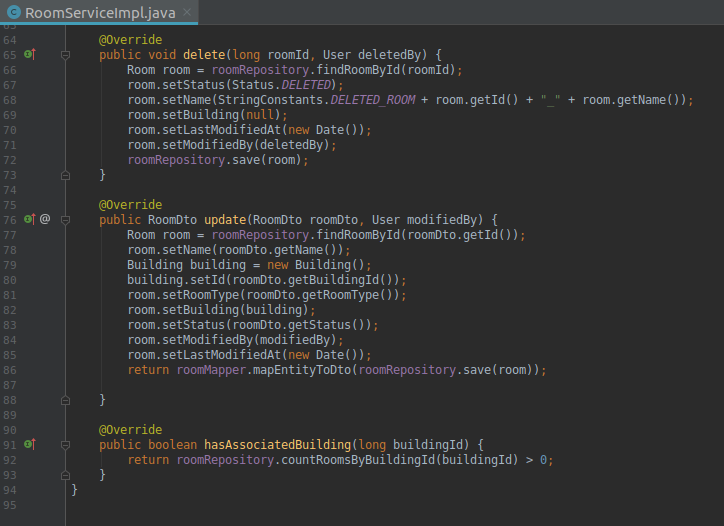 RoomServiceImpl.java
64 @Override
65 public void delete(long roomId, User deletedBy) {
66 Room room = roomRepository.findRoomById(roomId);
67 room.setStatus(Status.DELETED);
68 room.setName(StringConstants.DELETED_ROOM + room.getId() + "_" + room.getName());
69 room.setBuilding(null);
70 room.setLastModifiedAt(new Date());
71 room.setModifiedBy(deletedBy);
72 roomRepository.save(room);
73 }
74
75 @Override
76 @ public RoomDto update(RoomDto roomDto, User modifiedBy) {
77 Room room = roomRepository.findRoomById(roomDto.getId());
78 room.setName(roomDto.getName());
79 Building building = new Building();
80 building.setId(roomDto.getBuildingId());
81 room.setRoomType(roomDto.getRoomType());
82 room.setBuilding(building);
83 room.setStatus(roomDto.getStatus());
84 room.setModifiedBy(modifiedBy);
85 room.setLastModifiedAt(new Date());
86 return roomMapper.mapEntityToDto(roomRepository.save(room));
87
88 }
89
90 @Override
91 public boolean hasAssociatedBuilding(long buildingId) {
92 return roomRepository.countRoomsByBuildingId(buildingId) > 0;
93 }
94 }
95